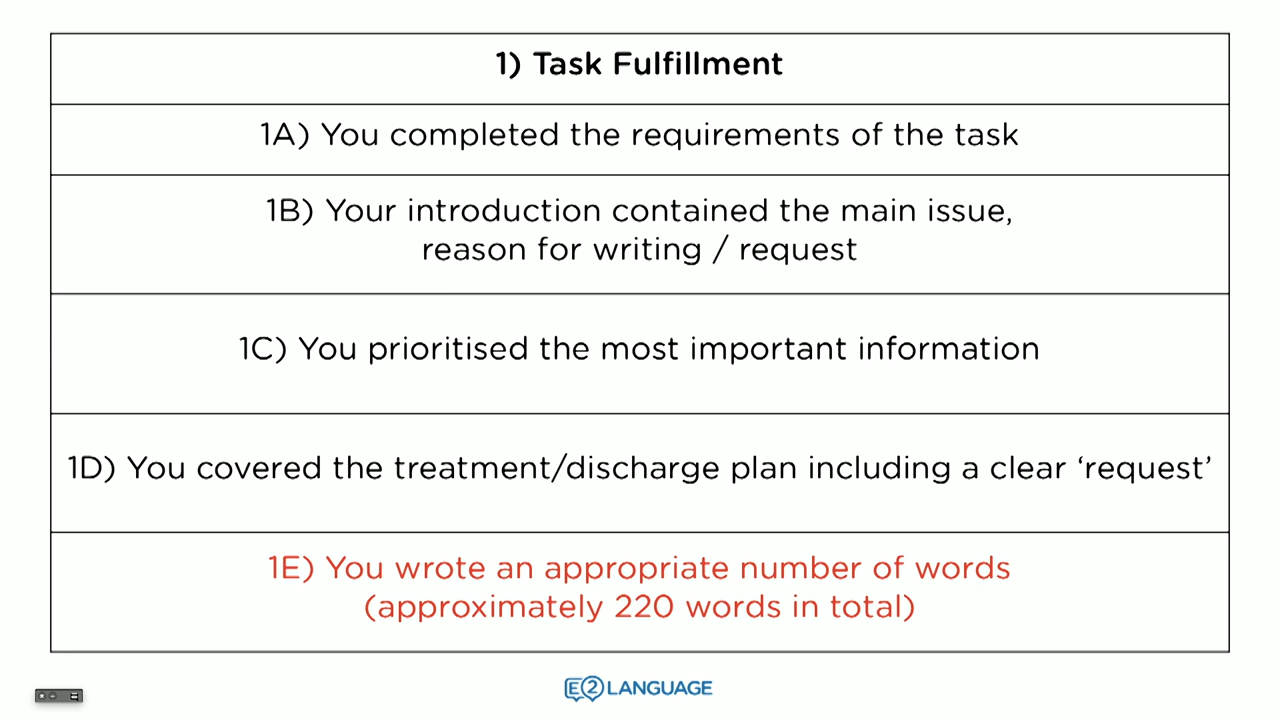 1) Task Fulfillment
1A) You completed the requirements of the task
1B) Your introduction contained the main issue,
reason for writing / request
1C) You prioritised the most important information
1D) You covered the treatment/discharge plan including a clear ‘request’
1E) You wrote an appropriate number of words
(approximately 220 words in total)
E2 LANGUAGE